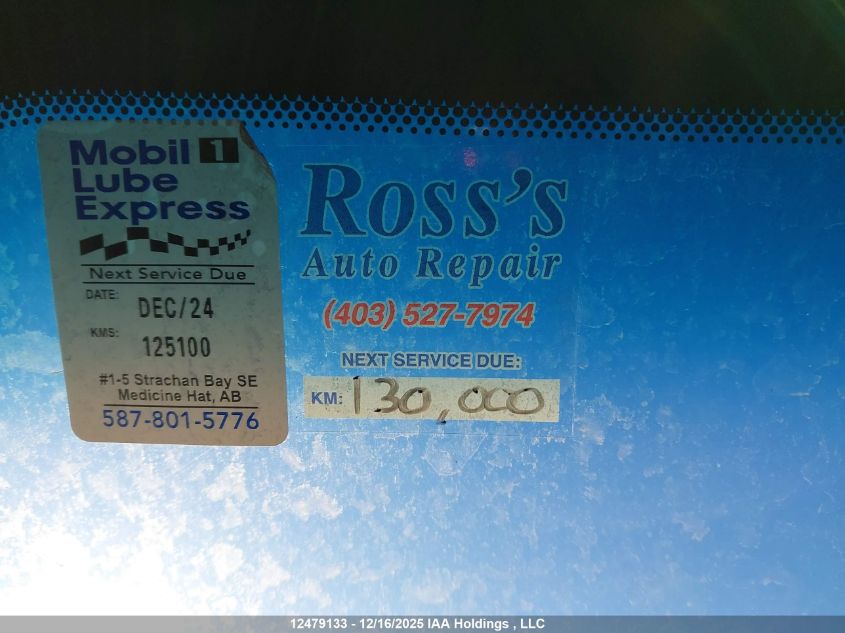 Mobil 1
Lube
Express
Next Service Due
DATE: DEC/24
KMS: 125100
#1-5 Strachan Bay SE
Medicine Hat, AB
587-801-5776
ROSS'S
Auto Repair
(403) 527-7974
NEXT SERVICE DUE:
KM: 130,000
12479133 - 12/16/2025 IAA Holdings , LLC